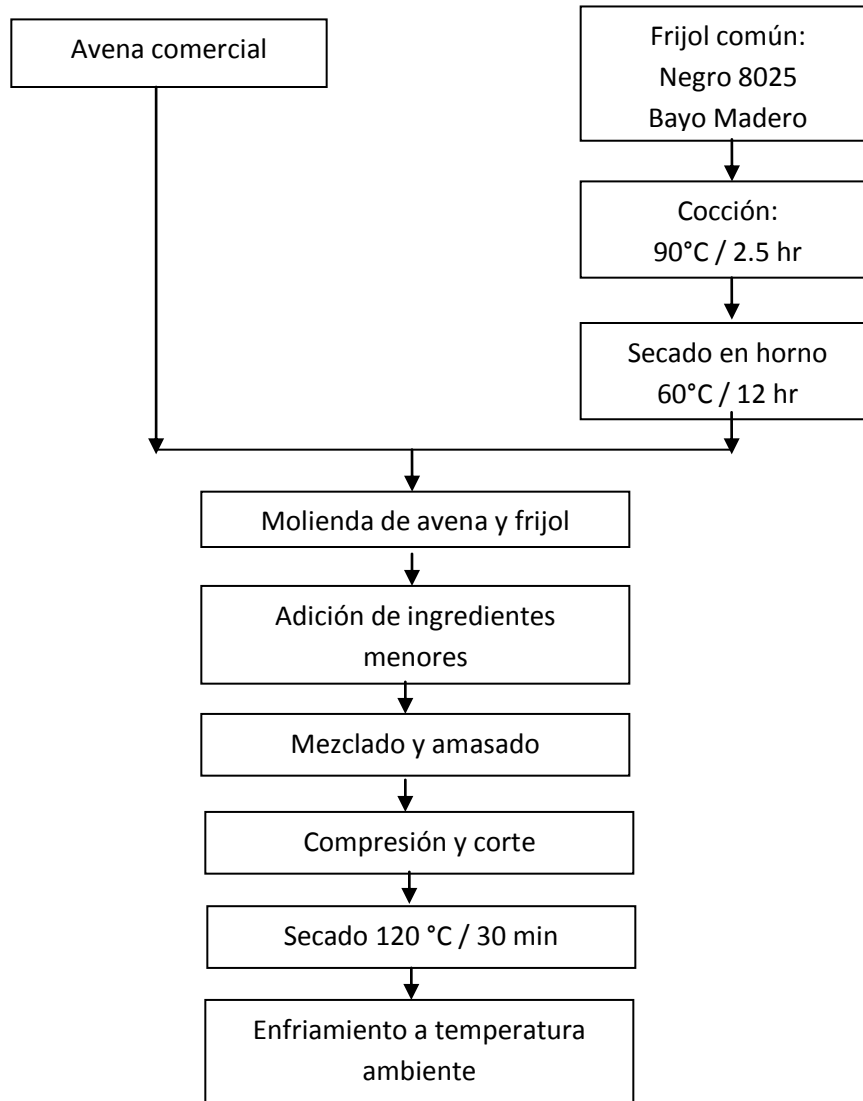 Avena comercial
Frijol común:
Negro 8025
Bayo Madero
Cocción:
90°C / 2.5 hr
Secado en horno
60°C / 12 hr
Molienda de avena y frijol
Adición de ingredientes
menores
Mezclado y amasado
Compresión y corte
Secado 120 °C / 30 min
Enfriamiento a temperatura
ambiente